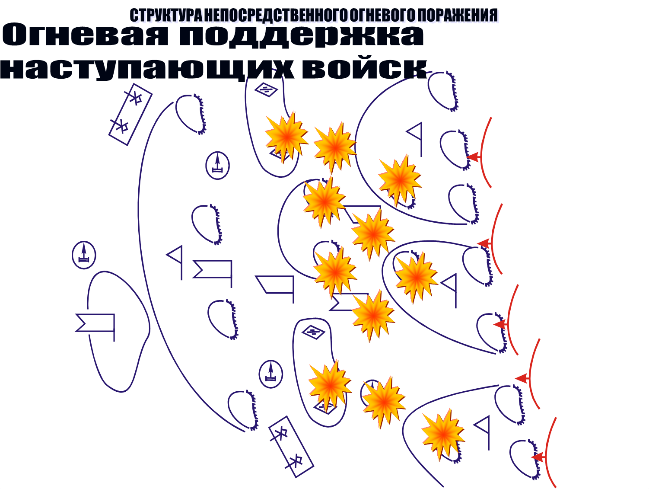 СТРУКТУРА НЕПОСРЕДСТВЕННОГО ОГНЕВОГО ПОРАЖЕНИЯ
Огневая поддержка
наступающих войск